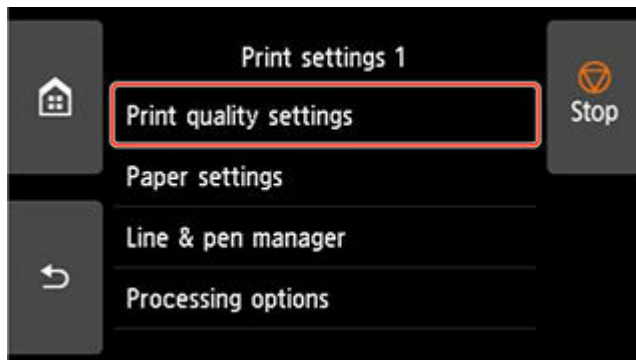 Print settings 1
Print quality settings
Stop
Paper settings
Line & pen manager
Processing options